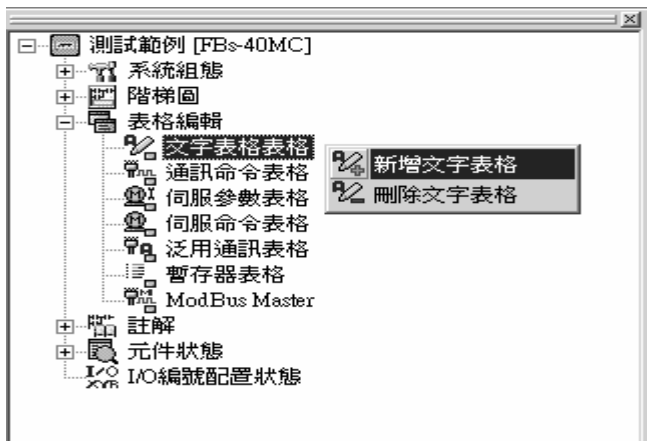 測試範例 [FBs-40MC]
系統組態
階梯圖
表格編輯
文字表格表格
新增文字表格
通訊命令表格
刪除文字表格
伺服參數表格
伺服命令表格
泛用通訊表格
暫存器表格
ModBus Master
註解
元件狀態
I/O編號配置狀態